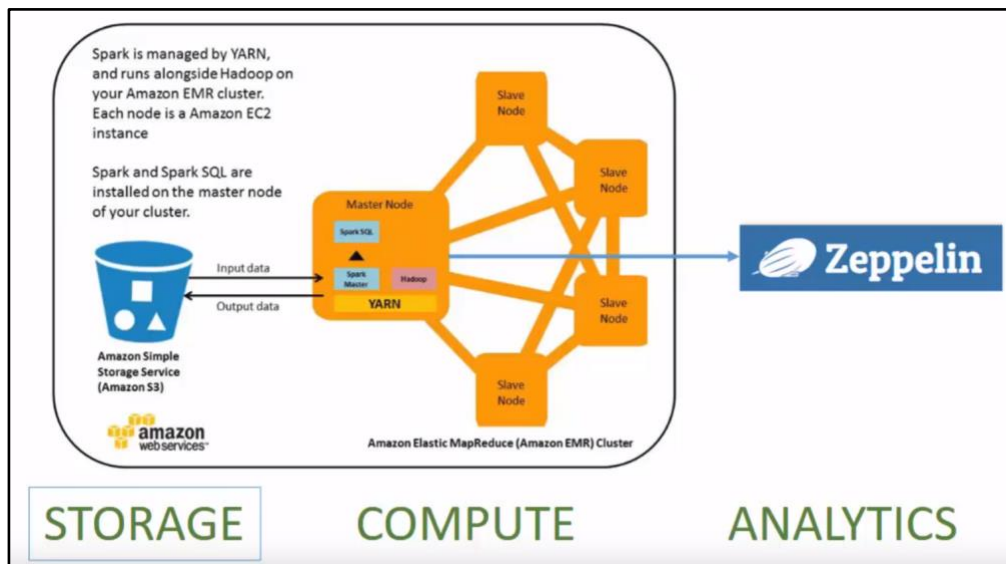 Spark is managed by YARN,
and runs alongside Hadoop on
your Amazon EMR cluster.
Each node is a Amazon EC2
instance
Spark and Spark SQL are
installed on the master node
of your cluster.
Slave
Node
Slave
Node
Master Node
Spark SQL
Spark
Master
Hadoop
YARN
Input data
Output data
Zeppelin
Slave
Node
Slave
Node
Amazon Simple
Storage Service
(Amazon S3)
amazon
webservices™
Amazon Elastic MapReduce (Amazon EMR) Cluster
STORAGE
COMPUTE
ANALYTICS